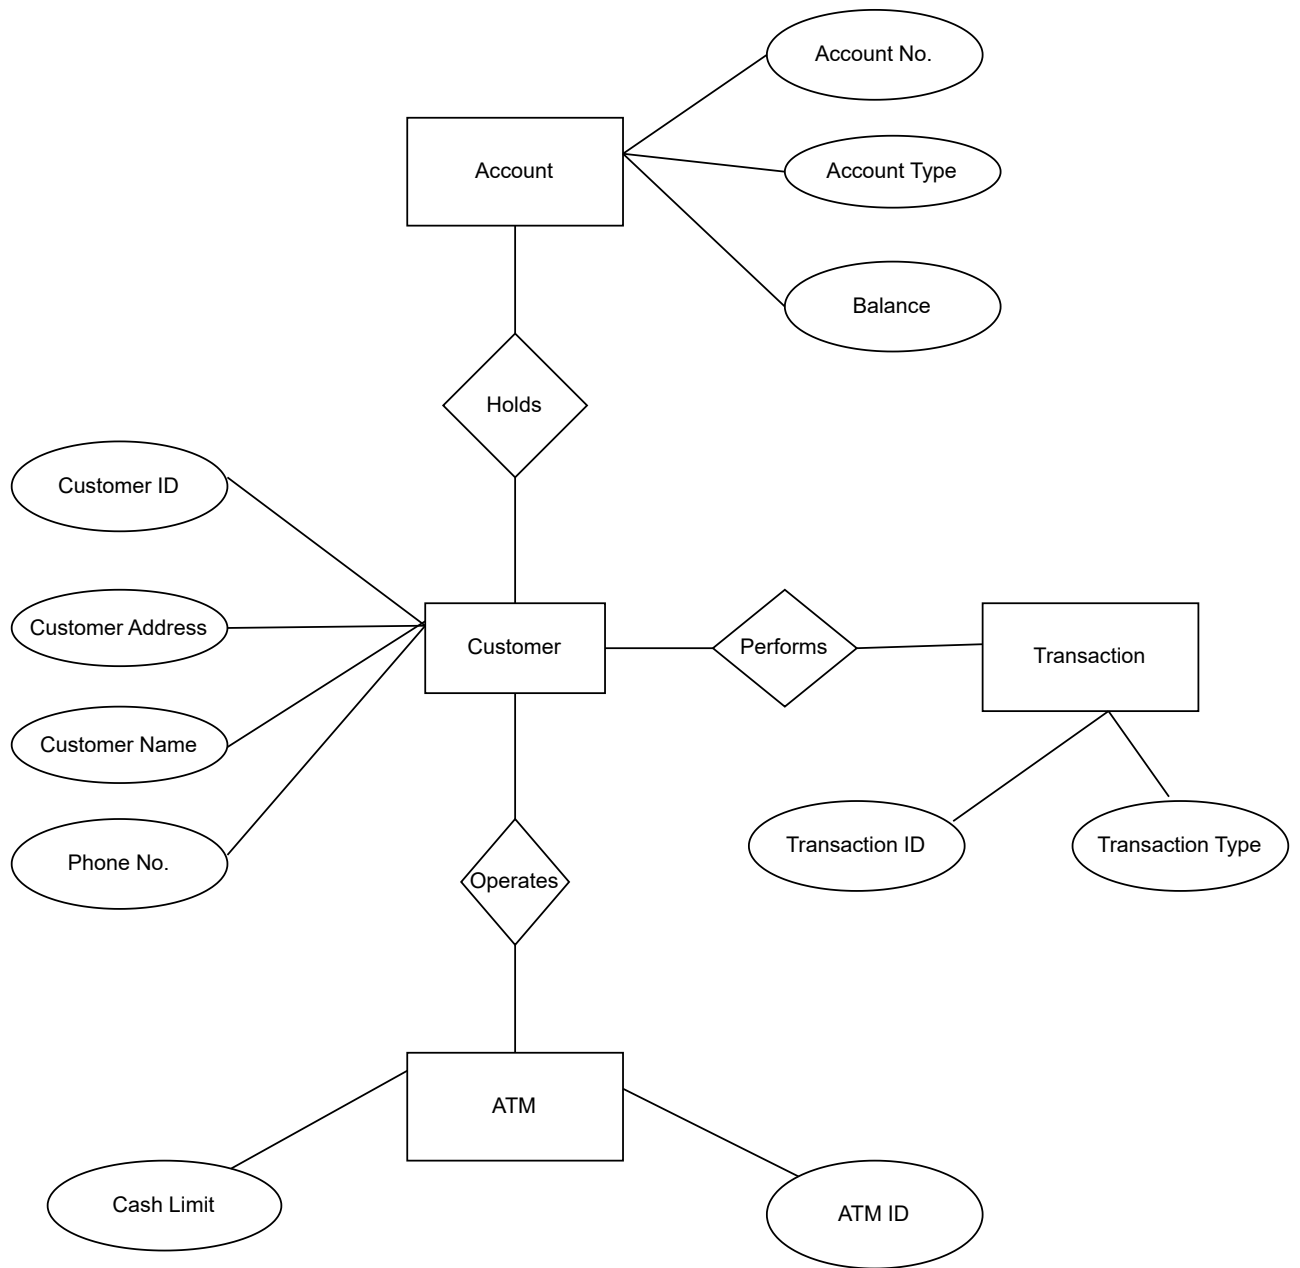 Account No.
Account
Account Type
Balance
Holds
Customer ID
Customer Address
Customer
Performs
Transaction
Customer Name
Phone No.
Operates
Transaction ID
Transaction Type
ATM
Cash Limit
ATM ID